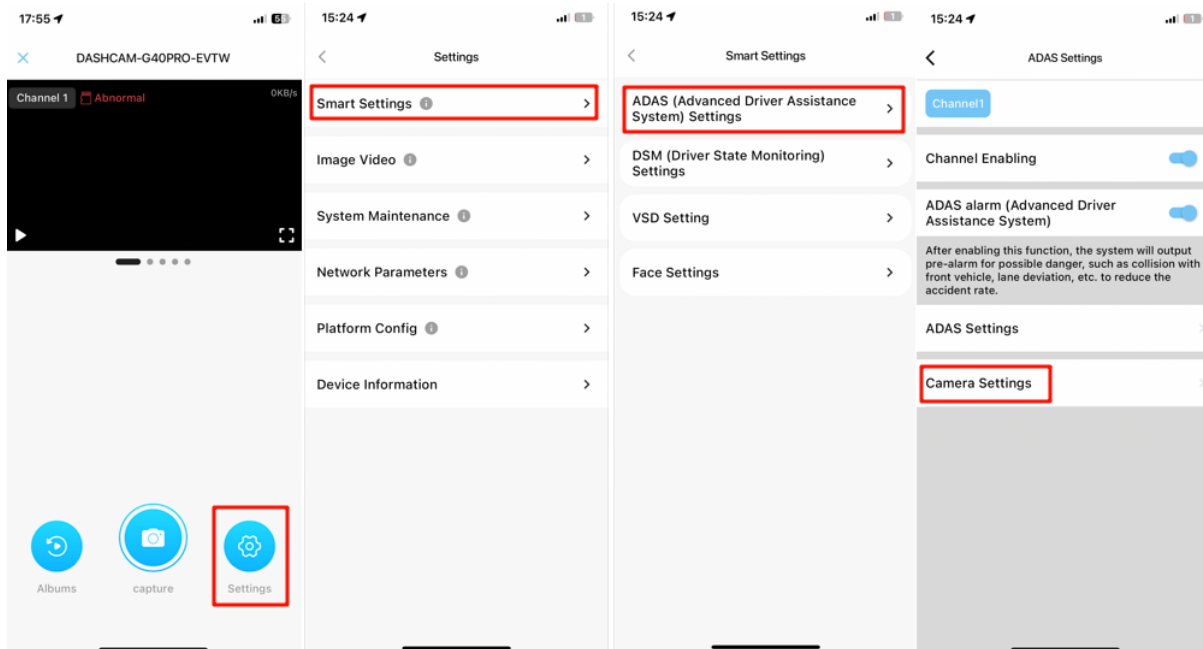 17:55
DASHCAM-G40PRO-EVTW
Channel 1 Abnormal 0KB/s
Albums
capture
Settings
15:24
Settings
Smart Settings
Image Video
System Maintenance
Network Parameters
Platform Config
Device Information
15:24
Smart Settings
ADAS (Advanced Driver Assistance
System) Settings
DSM (Driver State Monitoring)
Settings
VSD Setting
Face Settings
15:24
ADAS Settings
Channel1
Channel Enabling
ADAS alarm (Advanced Driver
Assistance System)
After enabling this function, the system will output
pre-alarm for possible danger, such as collision with
front vehicle, lane deviation, etc. to reduce the
accident rate.
ADAS Settings
Camera Settings